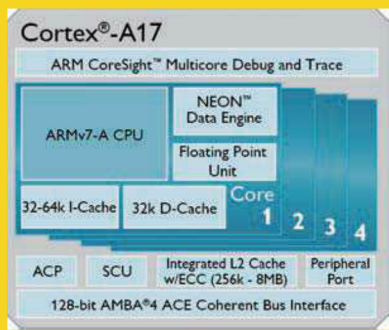 Cortex®-A17
ARM CoreSight™ Multicore Debug and Trace
ARMv7-A CPU
NEON™
Data Engine
Floating Point
Unit
32-64k I-Cache
32k D-Cache
Core
1
2
3
4
ACP
SCU
Integrated L2 Cache
w/ECC (256k - 8MB)
Peripheral
Port
128-bit AMBA®4 ACE Coherent Bus Interface